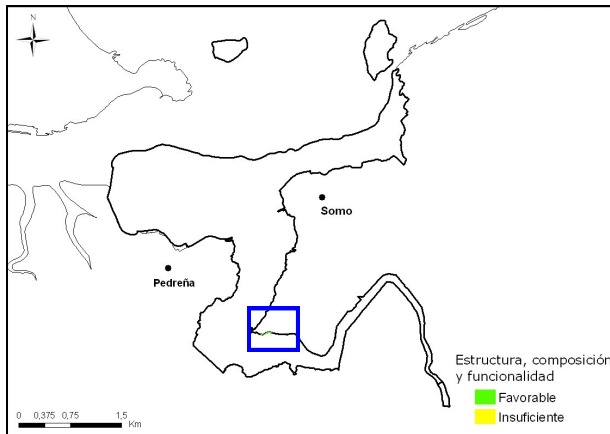 N
Somo
Pedreña
Estructura, composición
y funcionalidad
Favorable
Insuficiente
0 0,375 0,75 1,5
Km